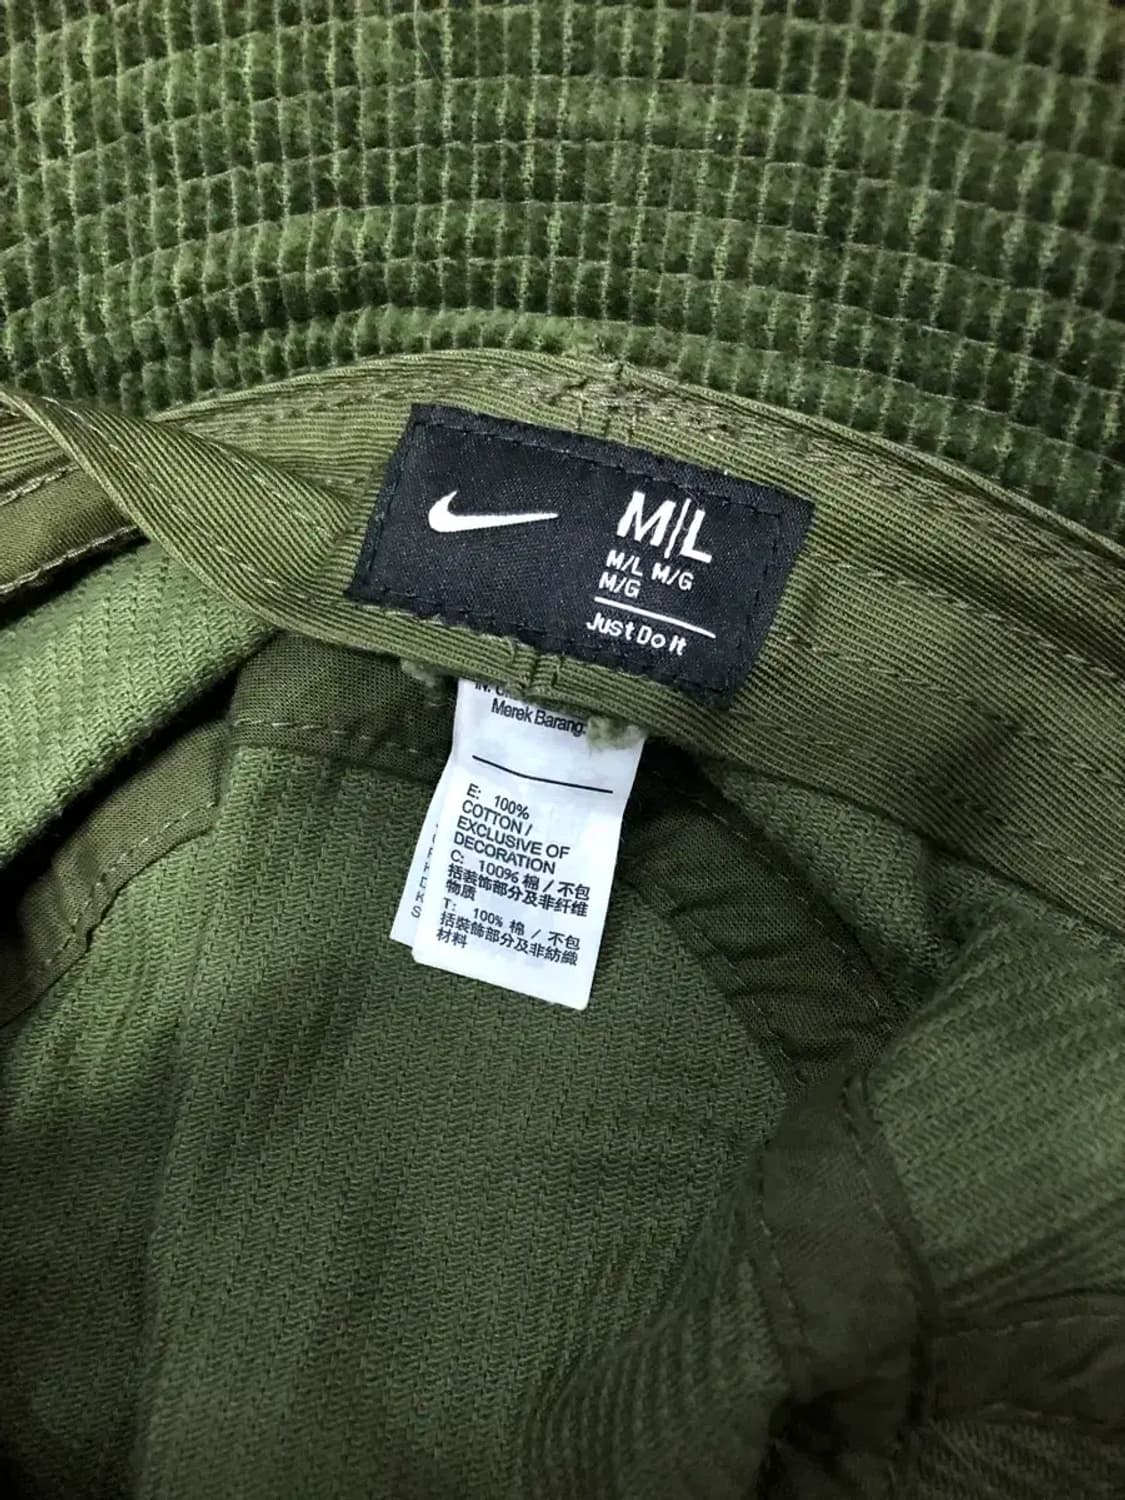 M|L
M/L M/G
M/G
Just Do It
Merek Barang:
E: 100%
COTTON /
EXCLUSIVE OF
DECORATION
C: 100% 棉 / 不包
括装饰部分及非纤维
物质
T: 100% 棉 / 不包
括裝飾部分及非紡織
材料